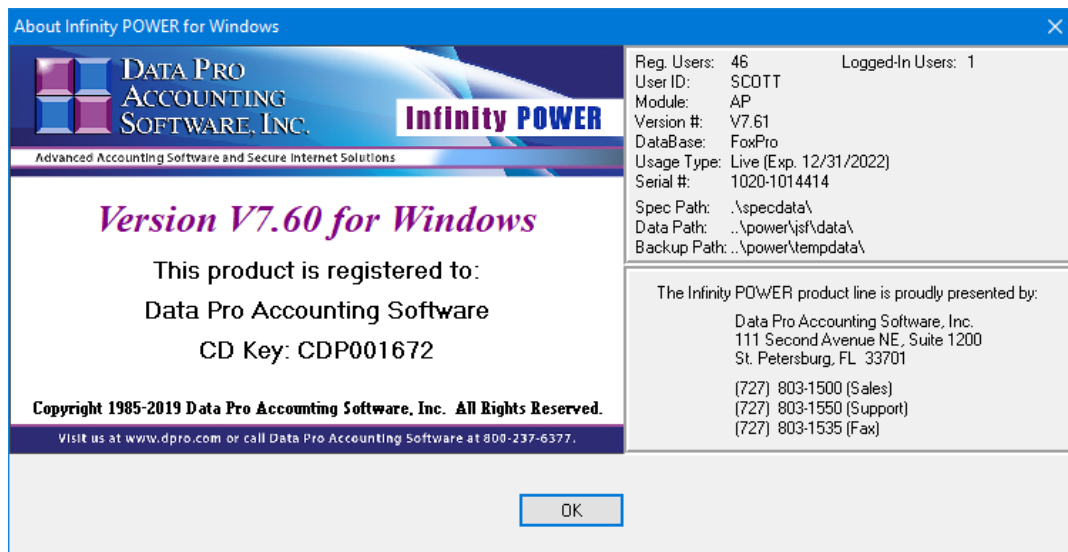 About Infinity POWER for Windows
DATA PRO
ACCOUNTING
SOFTWARE, INC.
Infinity POWER
Advanced Accounting Software and Secure Internet Solutions
Version V7.60 for Windows
This product is registered to:
Data Pro Accounting Software
CD Key: CDP001672
Copyright 1985-2019 Data Pro Accounting Software, Inc. All Rights Reserved.
Visit us at www.dpro.com or call Data Pro Accounting Software at 800-237-6377.
Reg. Users: 46 Logged-In Users: 1
User ID: SCOTT
Module: AP
Version #: V7.61
DataBase: FoxPro
Usage Type: Live (Exp. 12/31/2022)
Serial #: 1020-1014414
Spec Path: .\specdata\
Data Path: ..\power\jsf\data\
Backup Path: ..\power\tempdata\
The Infinity POWER product line is proudly presented by:
Data Pro Accounting Software, Inc.
111 Second Avenue NE, Suite 1200
St. Petersburg, FL 33701
(727) 803-1500 (Sales)
(727) 803-1550 (Support)
(727) 803-1535 (Fax)
OK